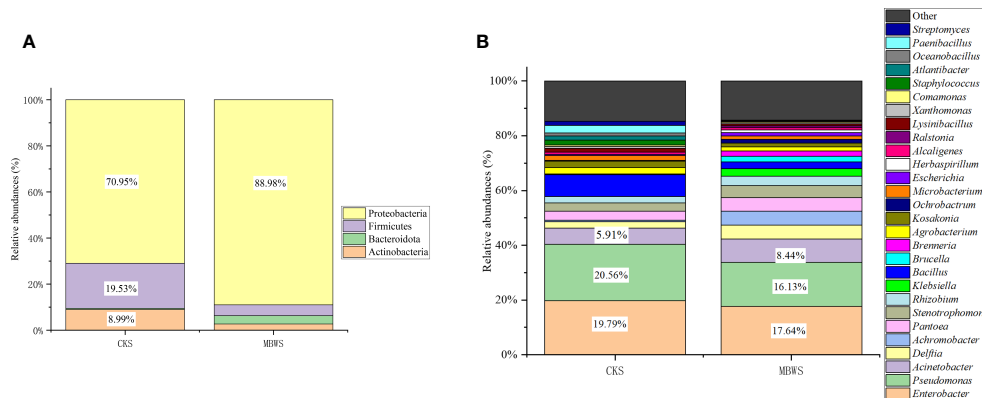 A
Relative abundances (%)
100%
80%
60%
40%
20%
0%
70.95%
19.53%
8.99%
88.98%
CKS
MBWS
Proteobacteria
Firmicutes
Bacteroidota
Actinobacteria
B
Relative abundances (%)
100%
80%
60%
40%
20%
0%
5.91%
20.56%
19.79%
8.44%
16.13%
17.64%
CKS
MBWS
Other
Streptomyces
Paenibacillus
Oceanobacillus
Atlantibacter
Staphylococcus
Comamonas
Xanthomonas
Lysinibacillus
Ralstonia
Alcaligenes
Herbaspirillum
Escherichia
Microbacterium
Ochrobactrum
Kosakonia
Agrobacterium
Brenneria
Brucella
Bacillus
Klebsiella
Rhizobium
Stenotrophomon
Pantoea
Achromobacter
Delftia
Acinetobacter
Pseudomonas
Enterobacter